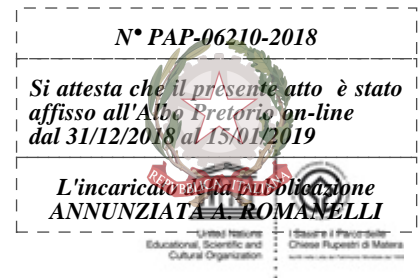 N° PAP-06210-2018
Si attesta che il presente atto è stato
affisso all'Albo Pretorio on-line
dal 31/12/2018 al 15/01/2019
L'incaricato della pubblicazione
ANNUNZIATA A. ROMANELLI
REPVBBLICA ITALIANA
United Nations
Educational, Scientific and
Cultural Organization
I Sassi e il Parco delle
Chiese Rupestri di Matera